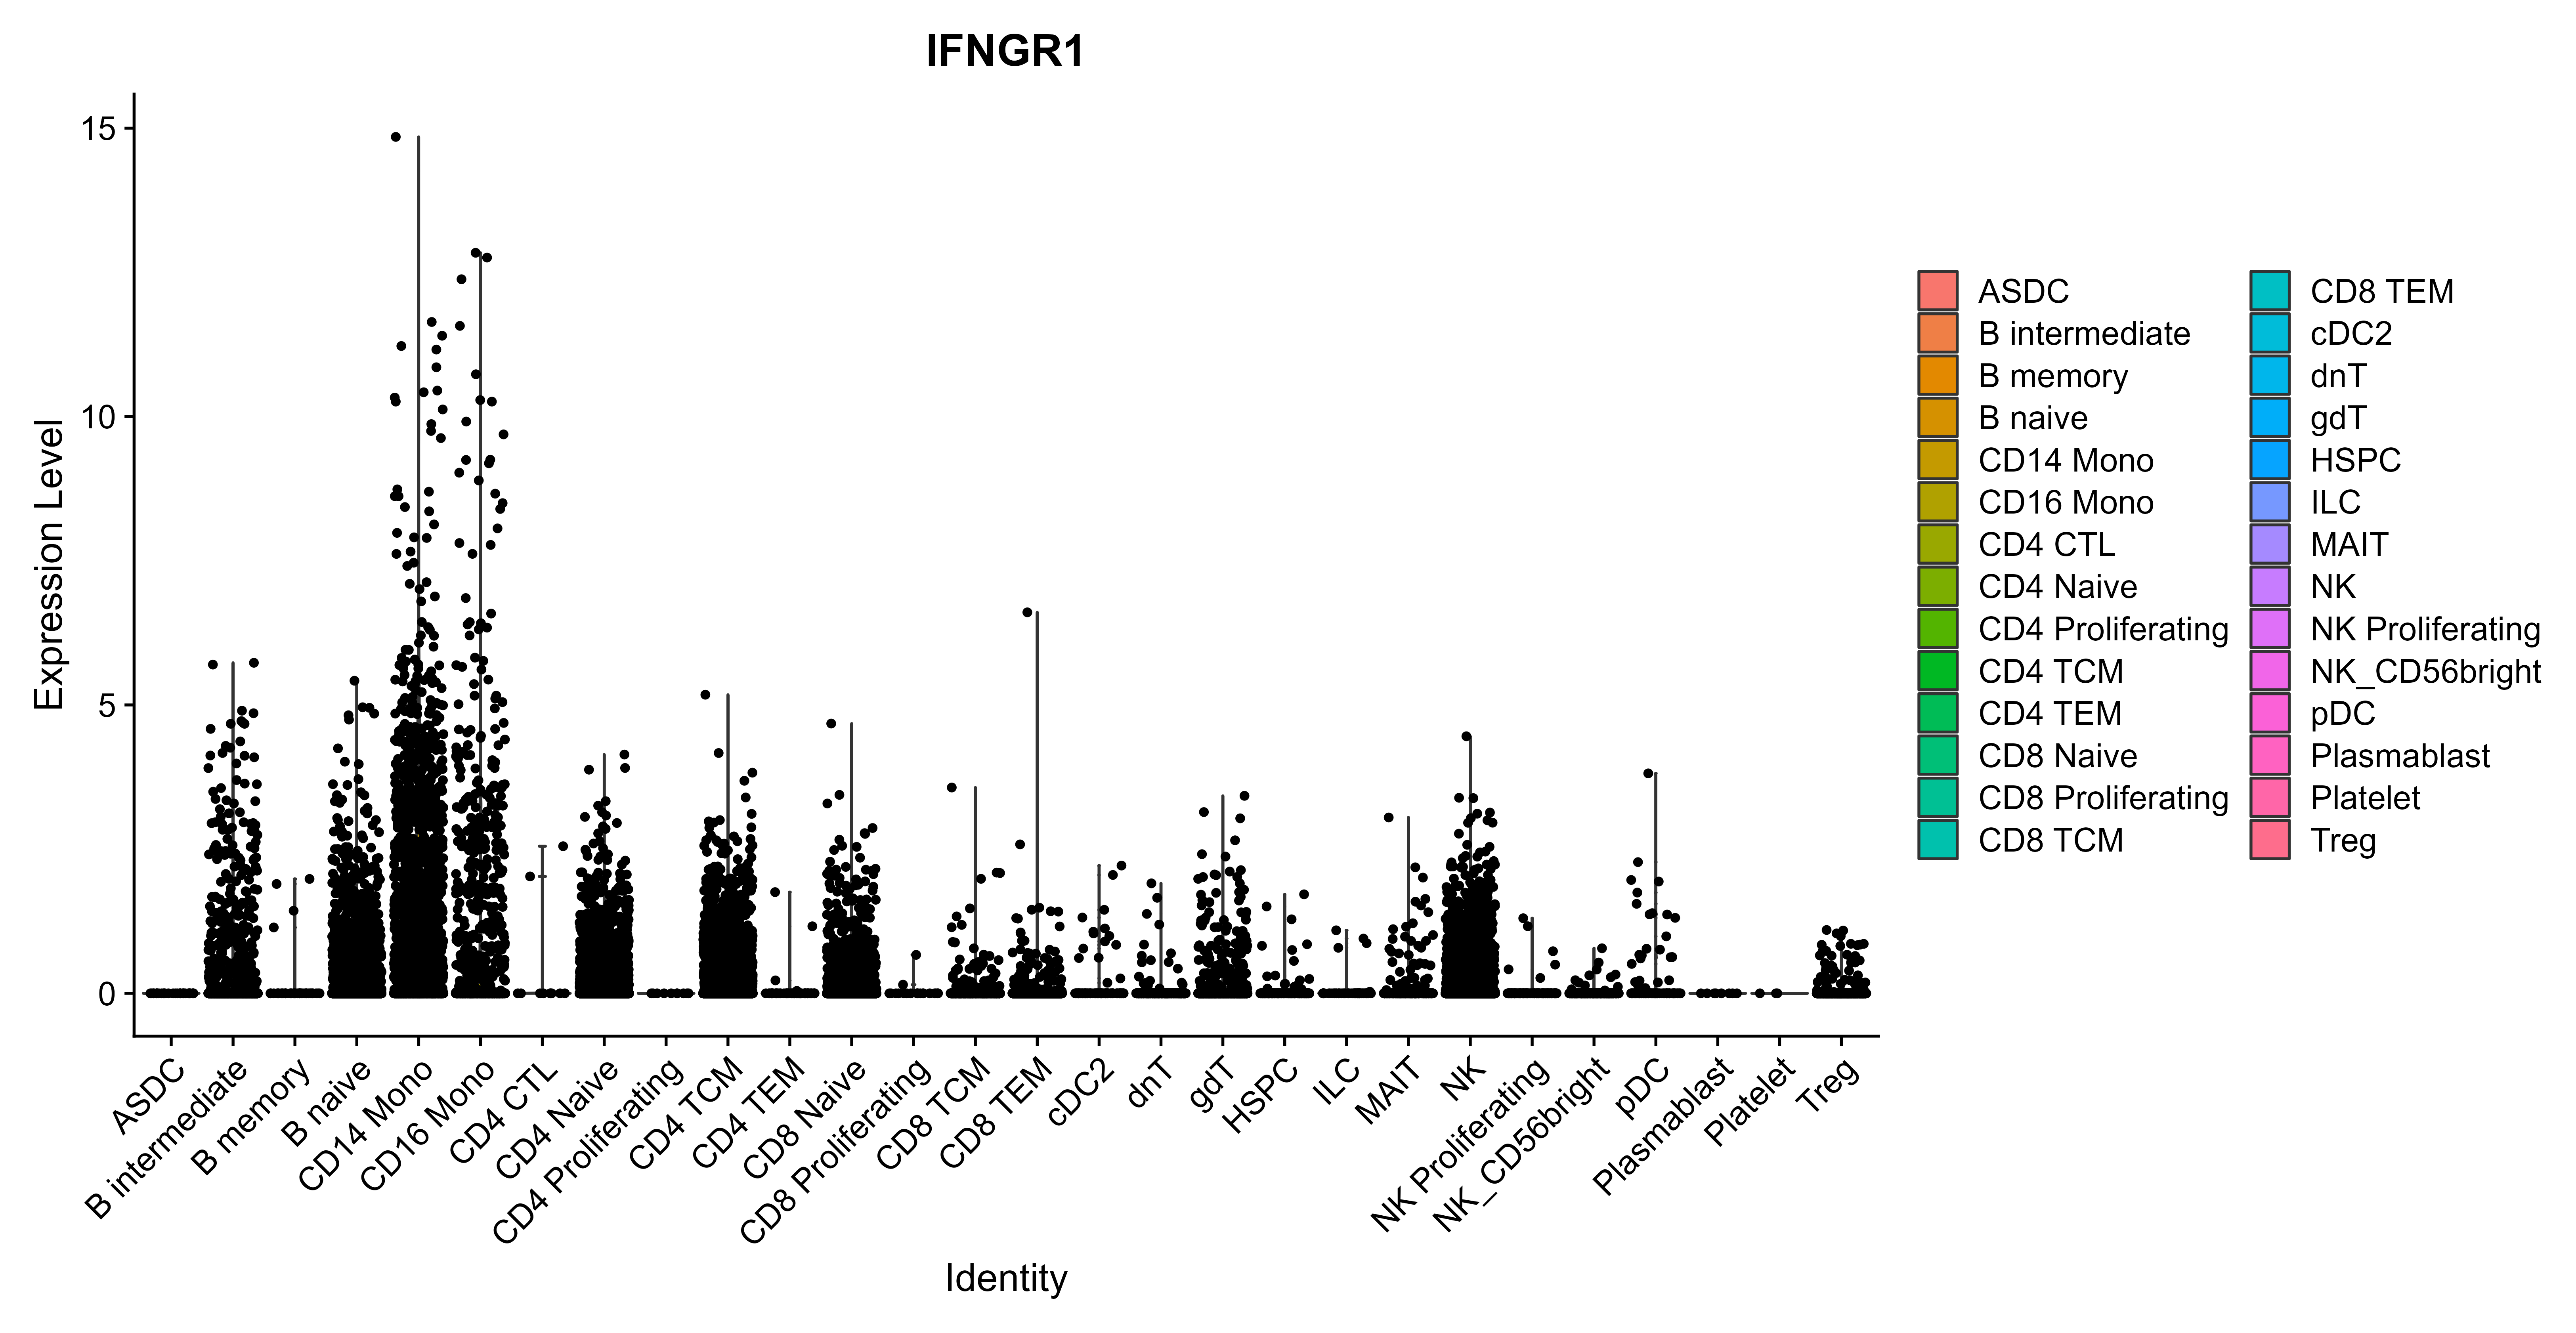 IFNGR1
Expression Level
15
10
5
0
ASDC
B intermediate
B memory
B naive
CD14 Mono
CD16 Mono
CD4 CTL
CD4 Naive
CD4 Proliferating
CD4 TCM
CD4 TEM
CD8 Naive
CD8 Proliferating
CD8 TCM
CD8 TEM
cDC2
dnT
gdT
HSPC
ILC
MAIT
NK
NK Proliferating
NK_CD56bright
pDC
Plasmablast
Platelet
Treg
Identity
ASDC
B intermediate
B memory
B naive
CD14 Mono
CD16 Mono
CD4 CTL
CD4 Naive
CD4 Proliferating
CD4 TCM
CD4 TEM
CD8 Naive
CD8 Proliferating
CD8 TCM
CD8 TEM
cDC2
dnT
gdT
HSPC
ILC
MAIT
NK
NK Proliferating
NK_CD56bright
pDC
Plasmablast
Platelet
Treg